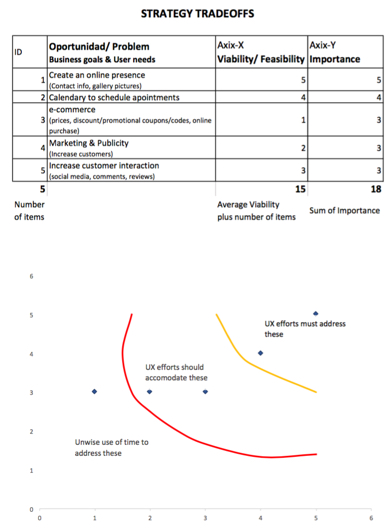 STRATEGY TRADEOFFS
ID
Oportunidad/ Problem
Business goals & User needs
Axix-X
Viability/ Feasibility
Axix-Y
Importance
1
Create an online presence
(Contact info, gallery pictures)
5
5
2
Calendary to schedule apointments
4
4
3
e-commerce
(prices, discount/promotional coupons/codes, online
purchase)
1
3
4
Marketing & Publicity
(Increase customers)
2
3
5
Increase customer interaction
(social media, comments, reviews)
3
3
5
15
18
Number
of items
Average Viability
plus number of items
Sum of Importance
6
5
4
3
2
1
0
UX efforts must address
these
UX efforts should
accomodate these
Unwise use of time to
address these
0
1
2
3
4
5
6